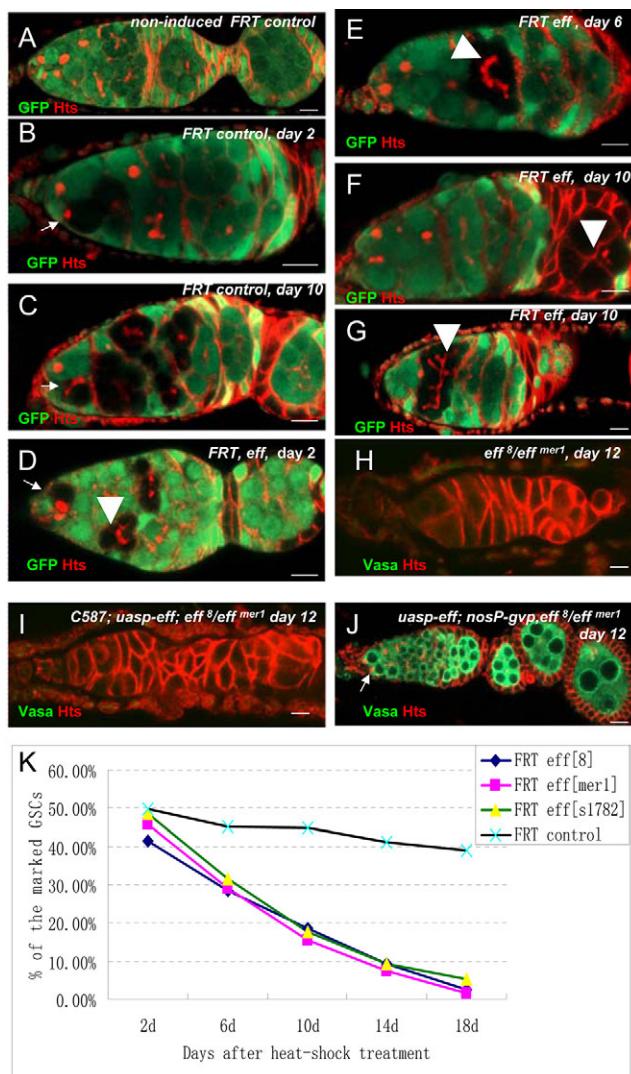 A
non-induced FRT control
GFP Hts
B
FRT control, day 2
GFP Hts
C
FRT control, day 10
GFP Hts
D
FRT, eff, day 2
GFP Hts
E
FRT eff , day 6
GFP Hts
F
FRT eff, day 10
GFP Hts
G
FRT eff, day 10
GFP Hts
H
eff 8/eff mer1, day 12
Vasa Hts
I
C587; uasp-eff; eff 8/eff mer1 day 12
Vasa Hts
J
uasp-eff; nosP-gvp,eff 8/eff mer1
day 12
Vasa Hts
K
60.00%
50.00%
40.00%
30.00%
20.00%
10.00%
0.00%
% of the marked GSCs
2d 6d 10d 14d 18d
Days after heat-shock treatment
FRT eff[8]
FRT eff[mer1]
FRT eff[s1782]
FRT control